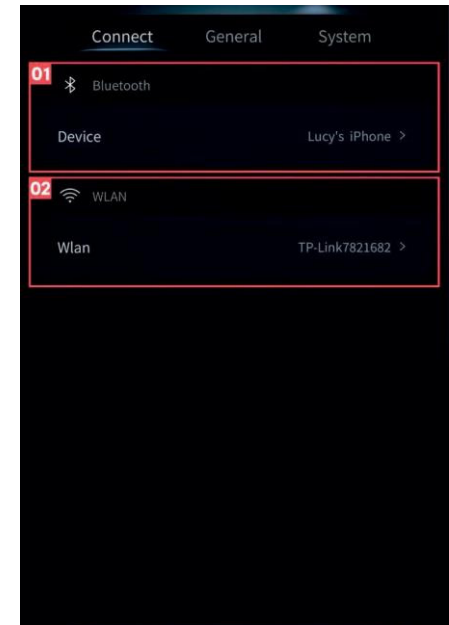 Connect General System
01
Bluetooth
Device Lucy's iPhone >
02
WLAN
Wlan TP-Link7821682 >